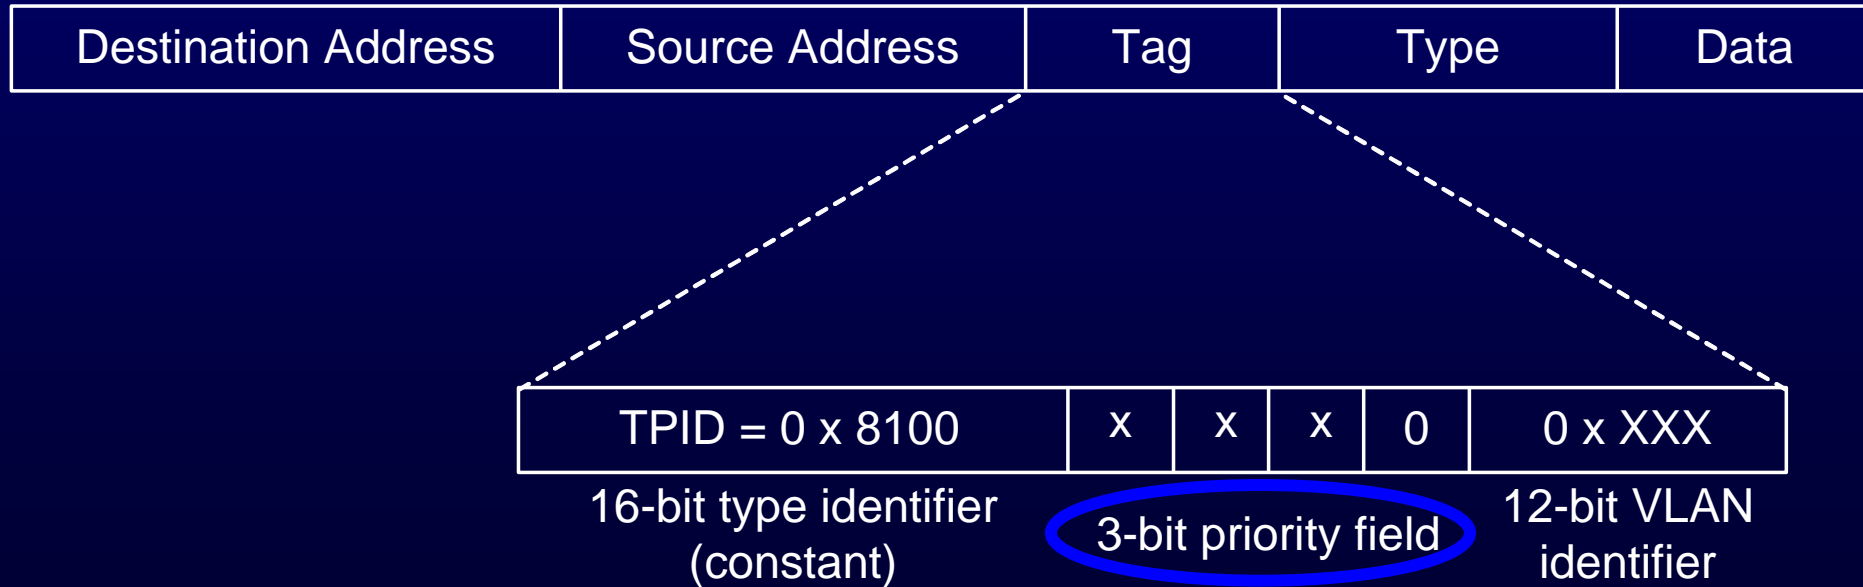 Destination Address Source Address Tag Type Data
TPID = 0 x 8100 x x x 0 0 x XXX
16-bit type identifier
(constant)
3-bit priority field
12-bit VLAN
identifier